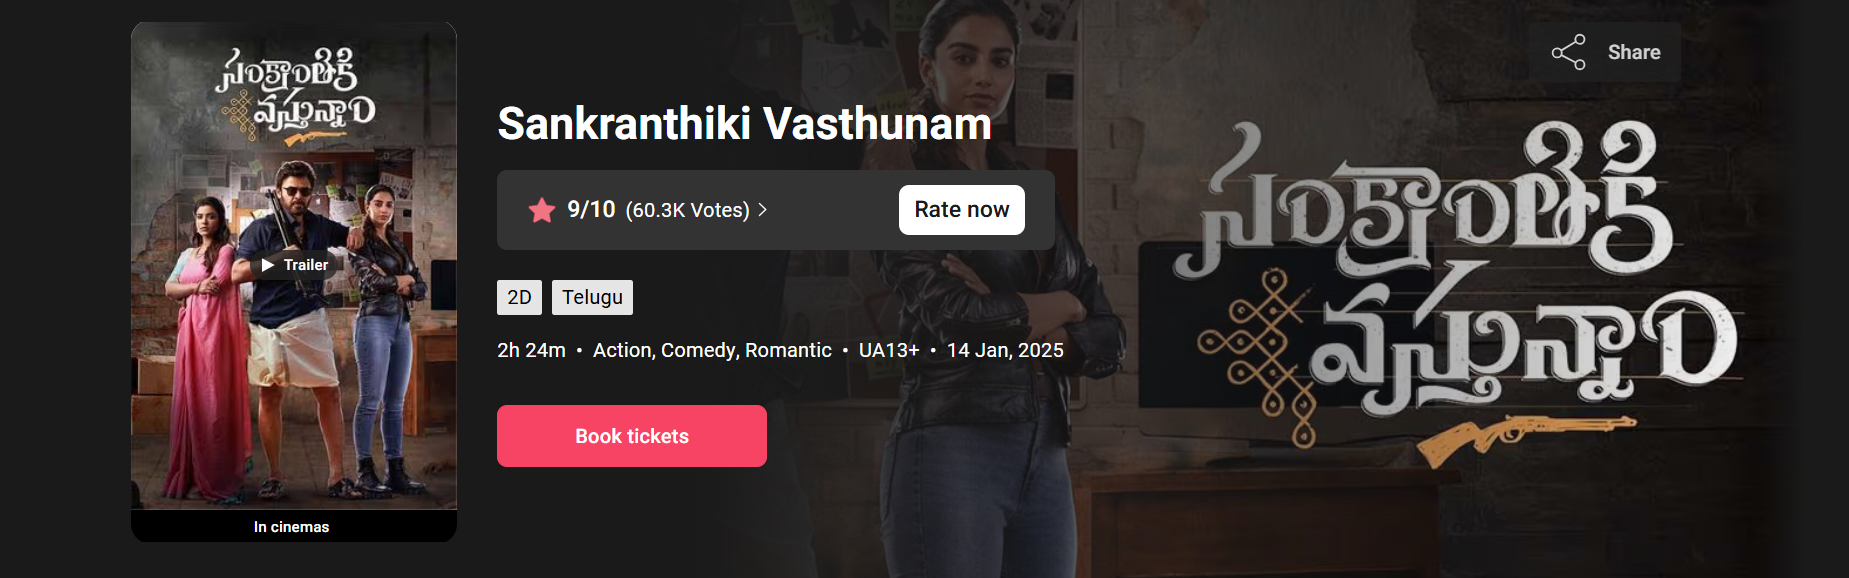 సంక్రాంతికి
వస్తున్నాం
Trailer
In cinemas
Share
Sankranthiki Vasthunam
9/10 (60.3K Votes)
Rate now
2D Telugu
2h 24m • Action, Comedy, Romantic • UA13+ • 14 Jan, 2025
Book tickets
సంక్రాంతికి
వస్తున్నాం